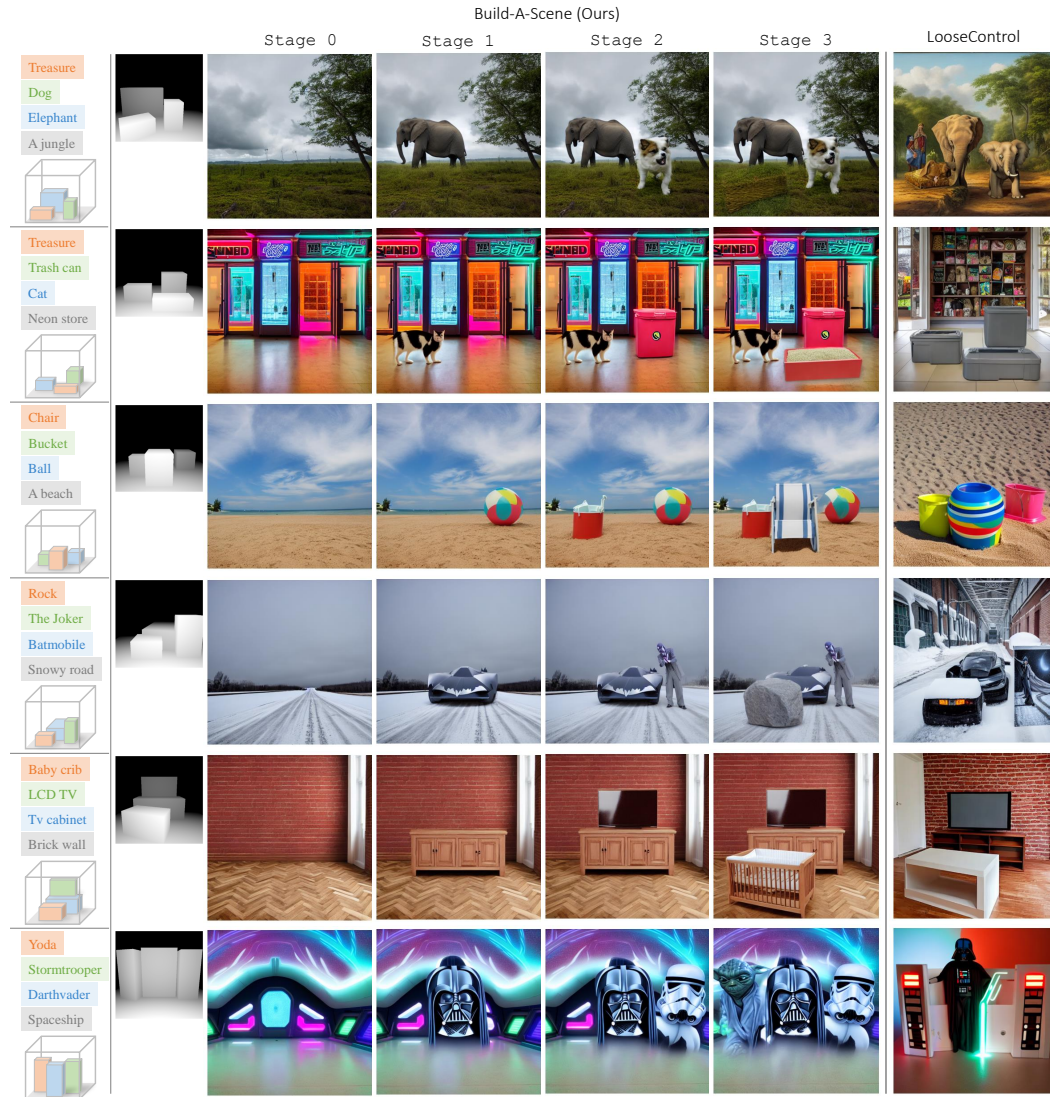 Build-A-Scene (Ours)
Stage 0 Stage 1 Stage 2 Stage 3 LooseControl
Treasure
Dog
Elephant
A jungle
Treasure
Trash can
Cat
Neon store
Chair
Bucket
Ball
A beach
Rock
The Joker
Batmobile
Snowy road
Baby crib
LCD TV
Tv cabinet
Brick wall
Yoda
Stormtrooper
Darthvader
Spaceship